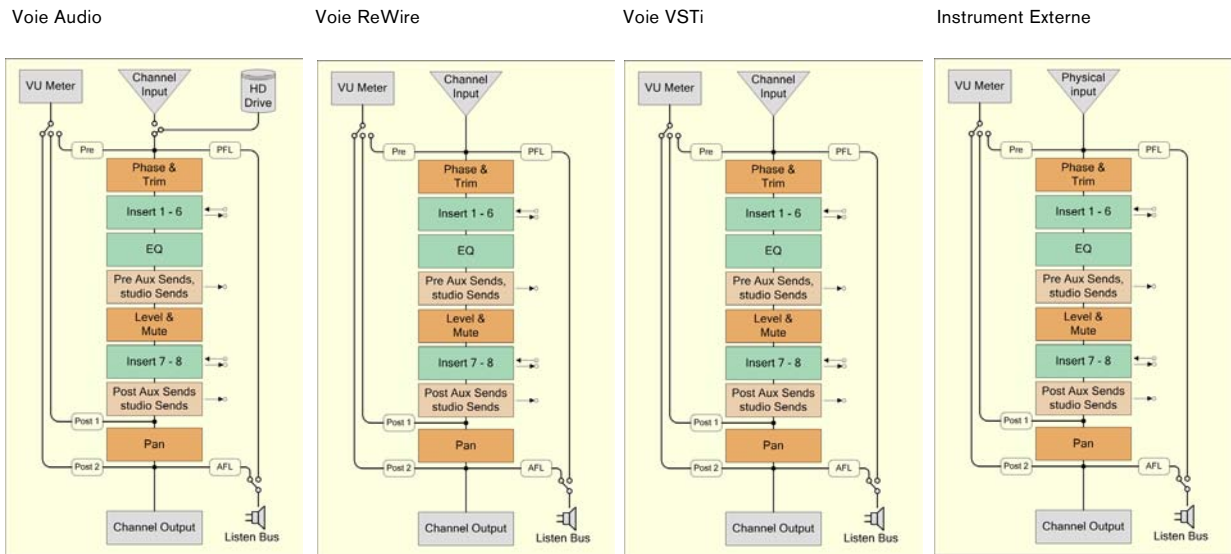 Voie Audio
VU Meter
Channel
Input
HD
Drive
Pre
PFL
Phase &
Trim
Insert 1 - 6
EQ
Pre Aux Sends,
studio Sends
Level &
Mute
Insert 7 - 8
Post Aux Sends
studio Sends
Post 1
Pan
Post 2
AFL
Channel Output
Listen Bus
Voie ReWire
VU Meter
Channel
Input
Pre
PFL
Phase &
Trim
Insert 1 - 6
EQ
Pre Aux Sends,
studio Sends
Level &
Mute
Insert 7 - 8
Post Aux Sends
studio Sends
Post 1
Pan
Post 2
AFL
Channel Output
Listen Bus
Voie VSTi
VU Meter
Channel
Input
Pre
PFL
Phase &
Trim
Insert 1 - 6
EQ
Pre Aux Sends,
studio Sends
Level &
Mute
Insert 7 - 8
Post Aux Sends
studio Sends
Post 1
Pan
Post 2
AFL
Channel Output
Listen Bus
Instrument Externe
VU Meter
Physical
input
Pre
PFL
Phase &
Trim
Insert 1 - 6
EQ
Pre Aux Sends,
studio Sends
Level &
Mute
Insert 7 - 8
Post Aux Sends
studio Sends
Post 1
Pan
Post 2
AFL
Channel Output
Listen Bus